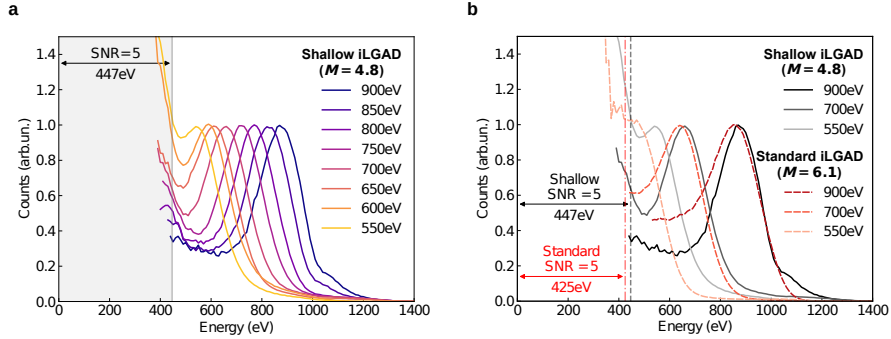 a
1.4
1.2
1.0
0.8
0.6
0.4
0.2
0.0
0
200
400
600
800
1000
1200
1400
Counts (arb.un.)
Energy (eV)
SNR=5
447eV
Shallow iLGAD
(M = 4.8)
900eV
850eV
800eV
750eV
700eV
650eV
600eV
550eV
b
1.4
1.2
1.0
0.8
0.6
0.4
0.2
0.0
0
200
400
600
800
1000
1200
1400
Counts (arb.un.)
Energy (eV)
Shallow
SNR=5
447eV
Standard
SNR=5
425eV
Shallow iLGAD
(M = 4.8)
900eV
700eV
550eV
Standard iLGAD
(M = 6.1)
900eV
700eV
550eV